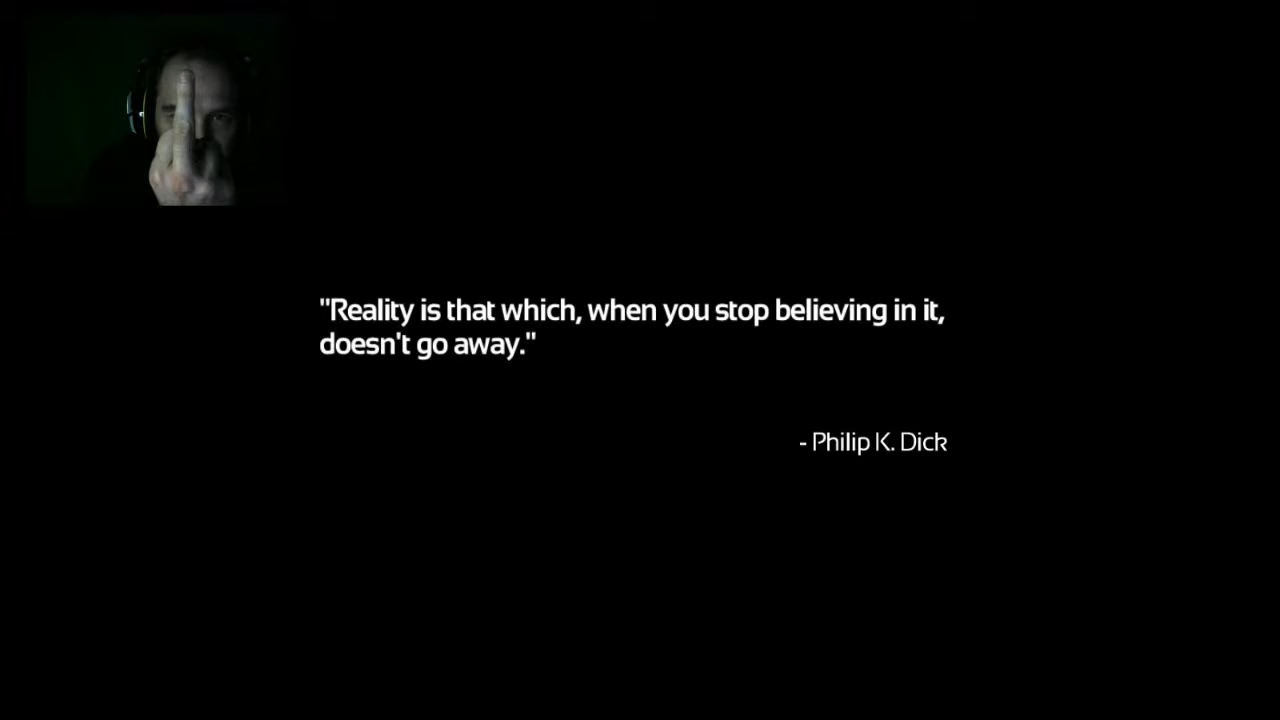 "Reality is that which, when you stop believing in it,
doesn't go away."
- Philip K. Dick